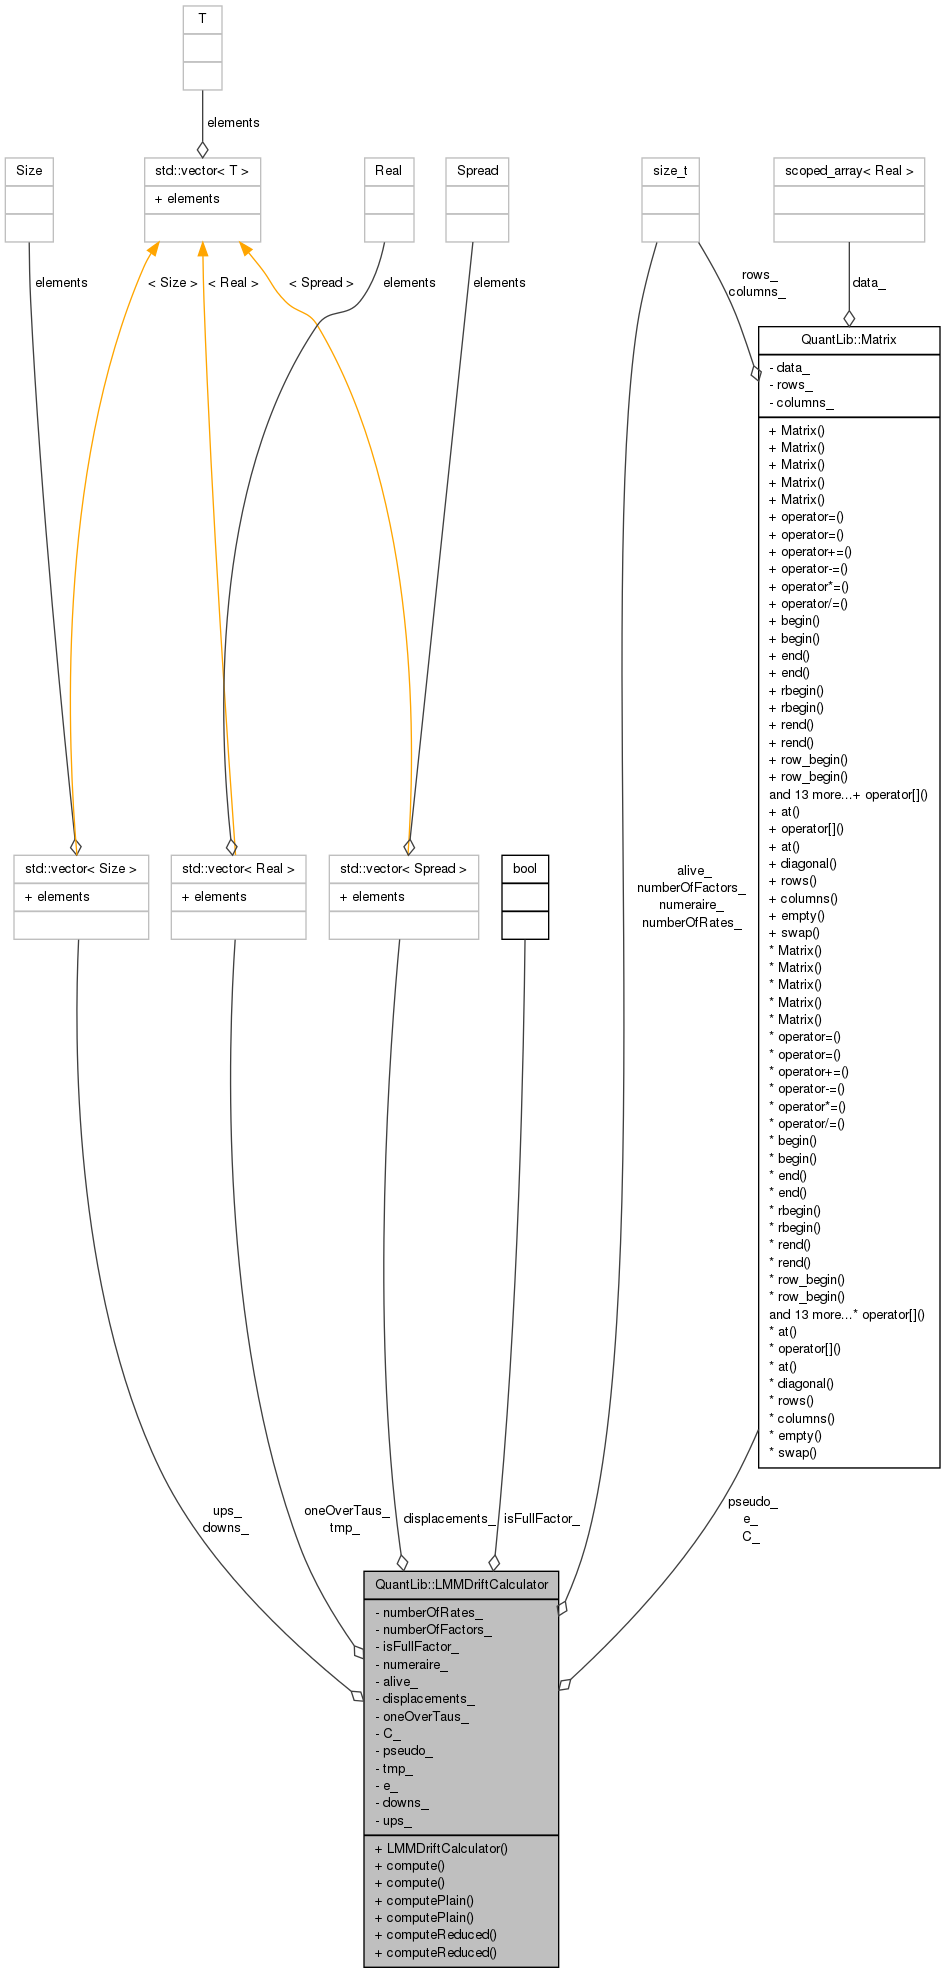 T
elements
Size
std::vector< T >
+ elements
Real
Spread
size_t
scoped_array< Real >
elements
< Size >
< Real >
< Spread >
elements
elements
rows_
columns_
data_
QuantLib::Matrix
- data_
- rows_
- columns_
+ Matrix()
+ Matrix()
+ Matrix()
+ Matrix()
+ Matrix()
+ operator=()
+ operator=()
+ operator+=()
+ operator-=()
+ operator*=()
+ operator/=()
+ begin()
+ begin()
+ end()
+ end()
+ rbegin()
+ rbegin()
+ rend()
+ rend()
+ row_begin()
+ row_begin()
and 13 more...+ operator[]()
+ at()
+ operator[]()
+ at()
+ diagonal()
+ rows()
+ columns()
+ empty()
+ swap()
* Matrix()
* Matrix()
* Matrix()
* Matrix()
* Matrix()
* operator=()
* operator=()
* operator+=()
* operator-=()
* operator*=()
* operator/=()
* begin()
* begin()
* end()
* end()
* rbegin()
* rbegin()
* rend()
* rend()
* row_begin()
* row_begin()
and 13 more...* operator[]()
* at()
* operator[]()
* at()
* diagonal()
* rows()
* columns()
* empty()
* swap()
std::vector< Size >
+ elements
std::vector< Real >
+ elements
std::vector< Spread >
+ elements
bool
alive_
numberOfFactors_
numeraire_
numberOfRates_
ups_
downs_
oneOverTaus_
tmp_
displacements_
isFullFactor_
pseudo_
e_
C_
QuantLib::LMMDriftCalculator
- numberOfRates_
- numberOfFactors_
- isFullFactor_
- numeraire_
- alive_
- displacements_
- oneOverTaus_
- C_
- pseudo_
- tmp_
- e_
- downs_
- ups_
+ LMMDriftCalculator()
+ compute()
+ compute()
+ computePlain()
+ computePlain()
+ computeReduced()
+ computeReduced()